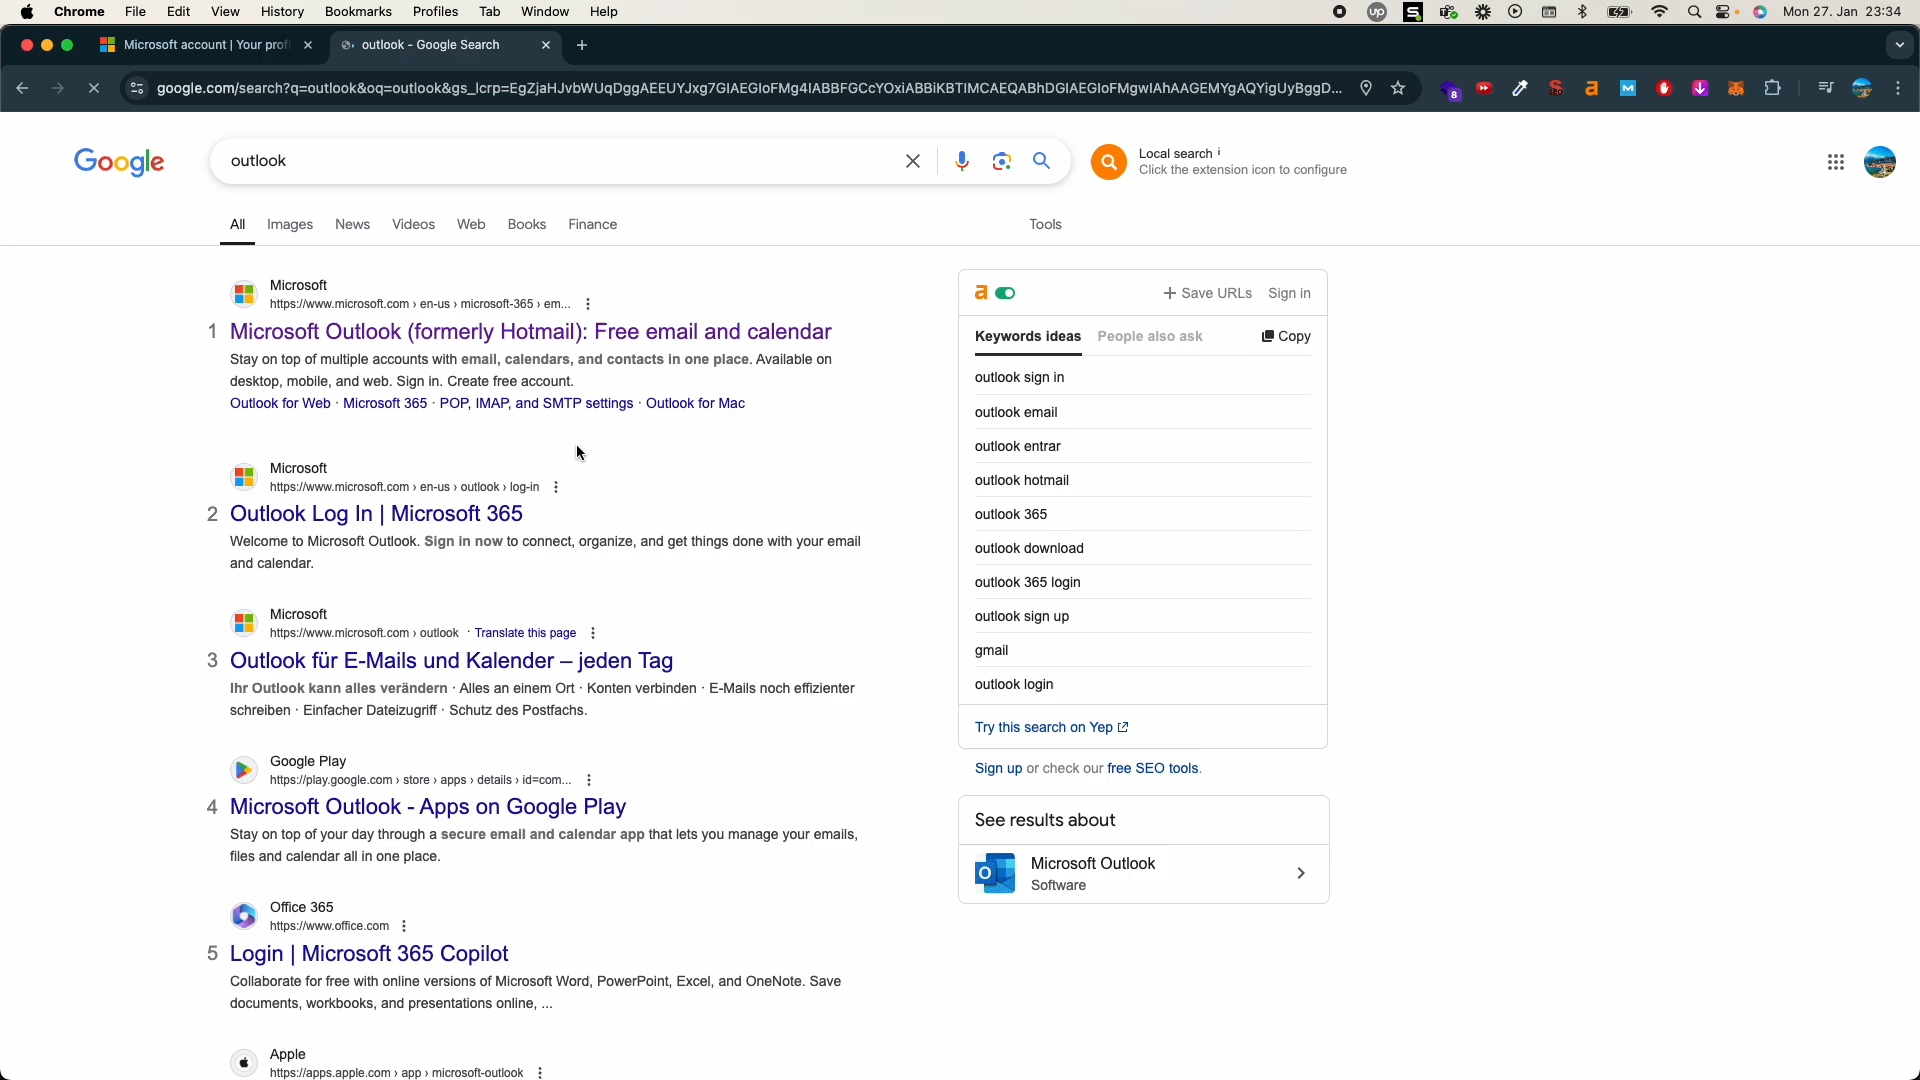 Chrome File Edit View History Bookmarks Profiles Tab Window Help
up S Mon 27. Jan 23:34
Microsoft account | Your prof
outlook - Google Search
google.com/search?q=outlook&oq=outlook&gs_lcrp=EgZjaHJvbWUqDggAEEUYJxg7GIAEGIoFMg4IABBFGCcYOxiABBiKBTIMCAEQABhDGIAEGIoFMgwIAhAAGEMYgAQYigUyBggD...
8 SEO a M
Google
outlook
Local search i
Click the extension icon to configure
All Images News Videos Web Books Finance Tools
Microsoft
https://www.microsoft.com › en-us › microsoft-365 › em...
1 Microsoft Outlook (formerly Hotmail): Free email and calendar
Stay on top of multiple accounts with email, calendars, and contacts in one place. Available on
desktop, mobile, and web. Sign in. Create free account.
Outlook for Web · Microsoft 365 · POP, IMAP, and SMTP settings · Outlook for Mac
Microsoft
https://www.microsoft.com › en-us › outlook › log-in
2 Outlook Log In | Microsoft 365
Welcome to Microsoft Outlook. Sign in now to connect, organize, and get things done with your email
and calendar.
Microsoft
https://www.microsoft.com › outlook · Translate this page
3 Outlook für E-Mails und Kalender – jeden Tag
Ihr Outlook kann alles verändern · Alles an einem Ort · Konten verbinden · E-Mails noch effizienter
schreiben · Einfacher Dateizugriff · Schutz des Postfachs.
Google Play
https://play.google.com › store › apps › details › id=com...
4 Microsoft Outlook - Apps on Google Play
Stay on top of your day through a secure email and calendar app that lets you manage your emails,
files and calendar all in one place.
Office 365
https://www.office.com
5 Login | Microsoft 365 Copilot
Collaborate for free with online versions of Microsoft Word, PowerPoint, Excel, and OneNote. Save
documents, workbooks, and presentations online, ...
Apple
https://apps.apple.com › app › microsoft-outlook
a + Save URLs Sign in
Keywords ideas People also ask Copy
outlook sign in
outlook email
outlook entrar
outlook hotmail
outlook 365
outlook download
outlook 365 login
outlook sign up
gmail
outlook login
Try this search on Yep
Sign up or check our free SEO tools.
See results about
O Microsoft Outlook
Software